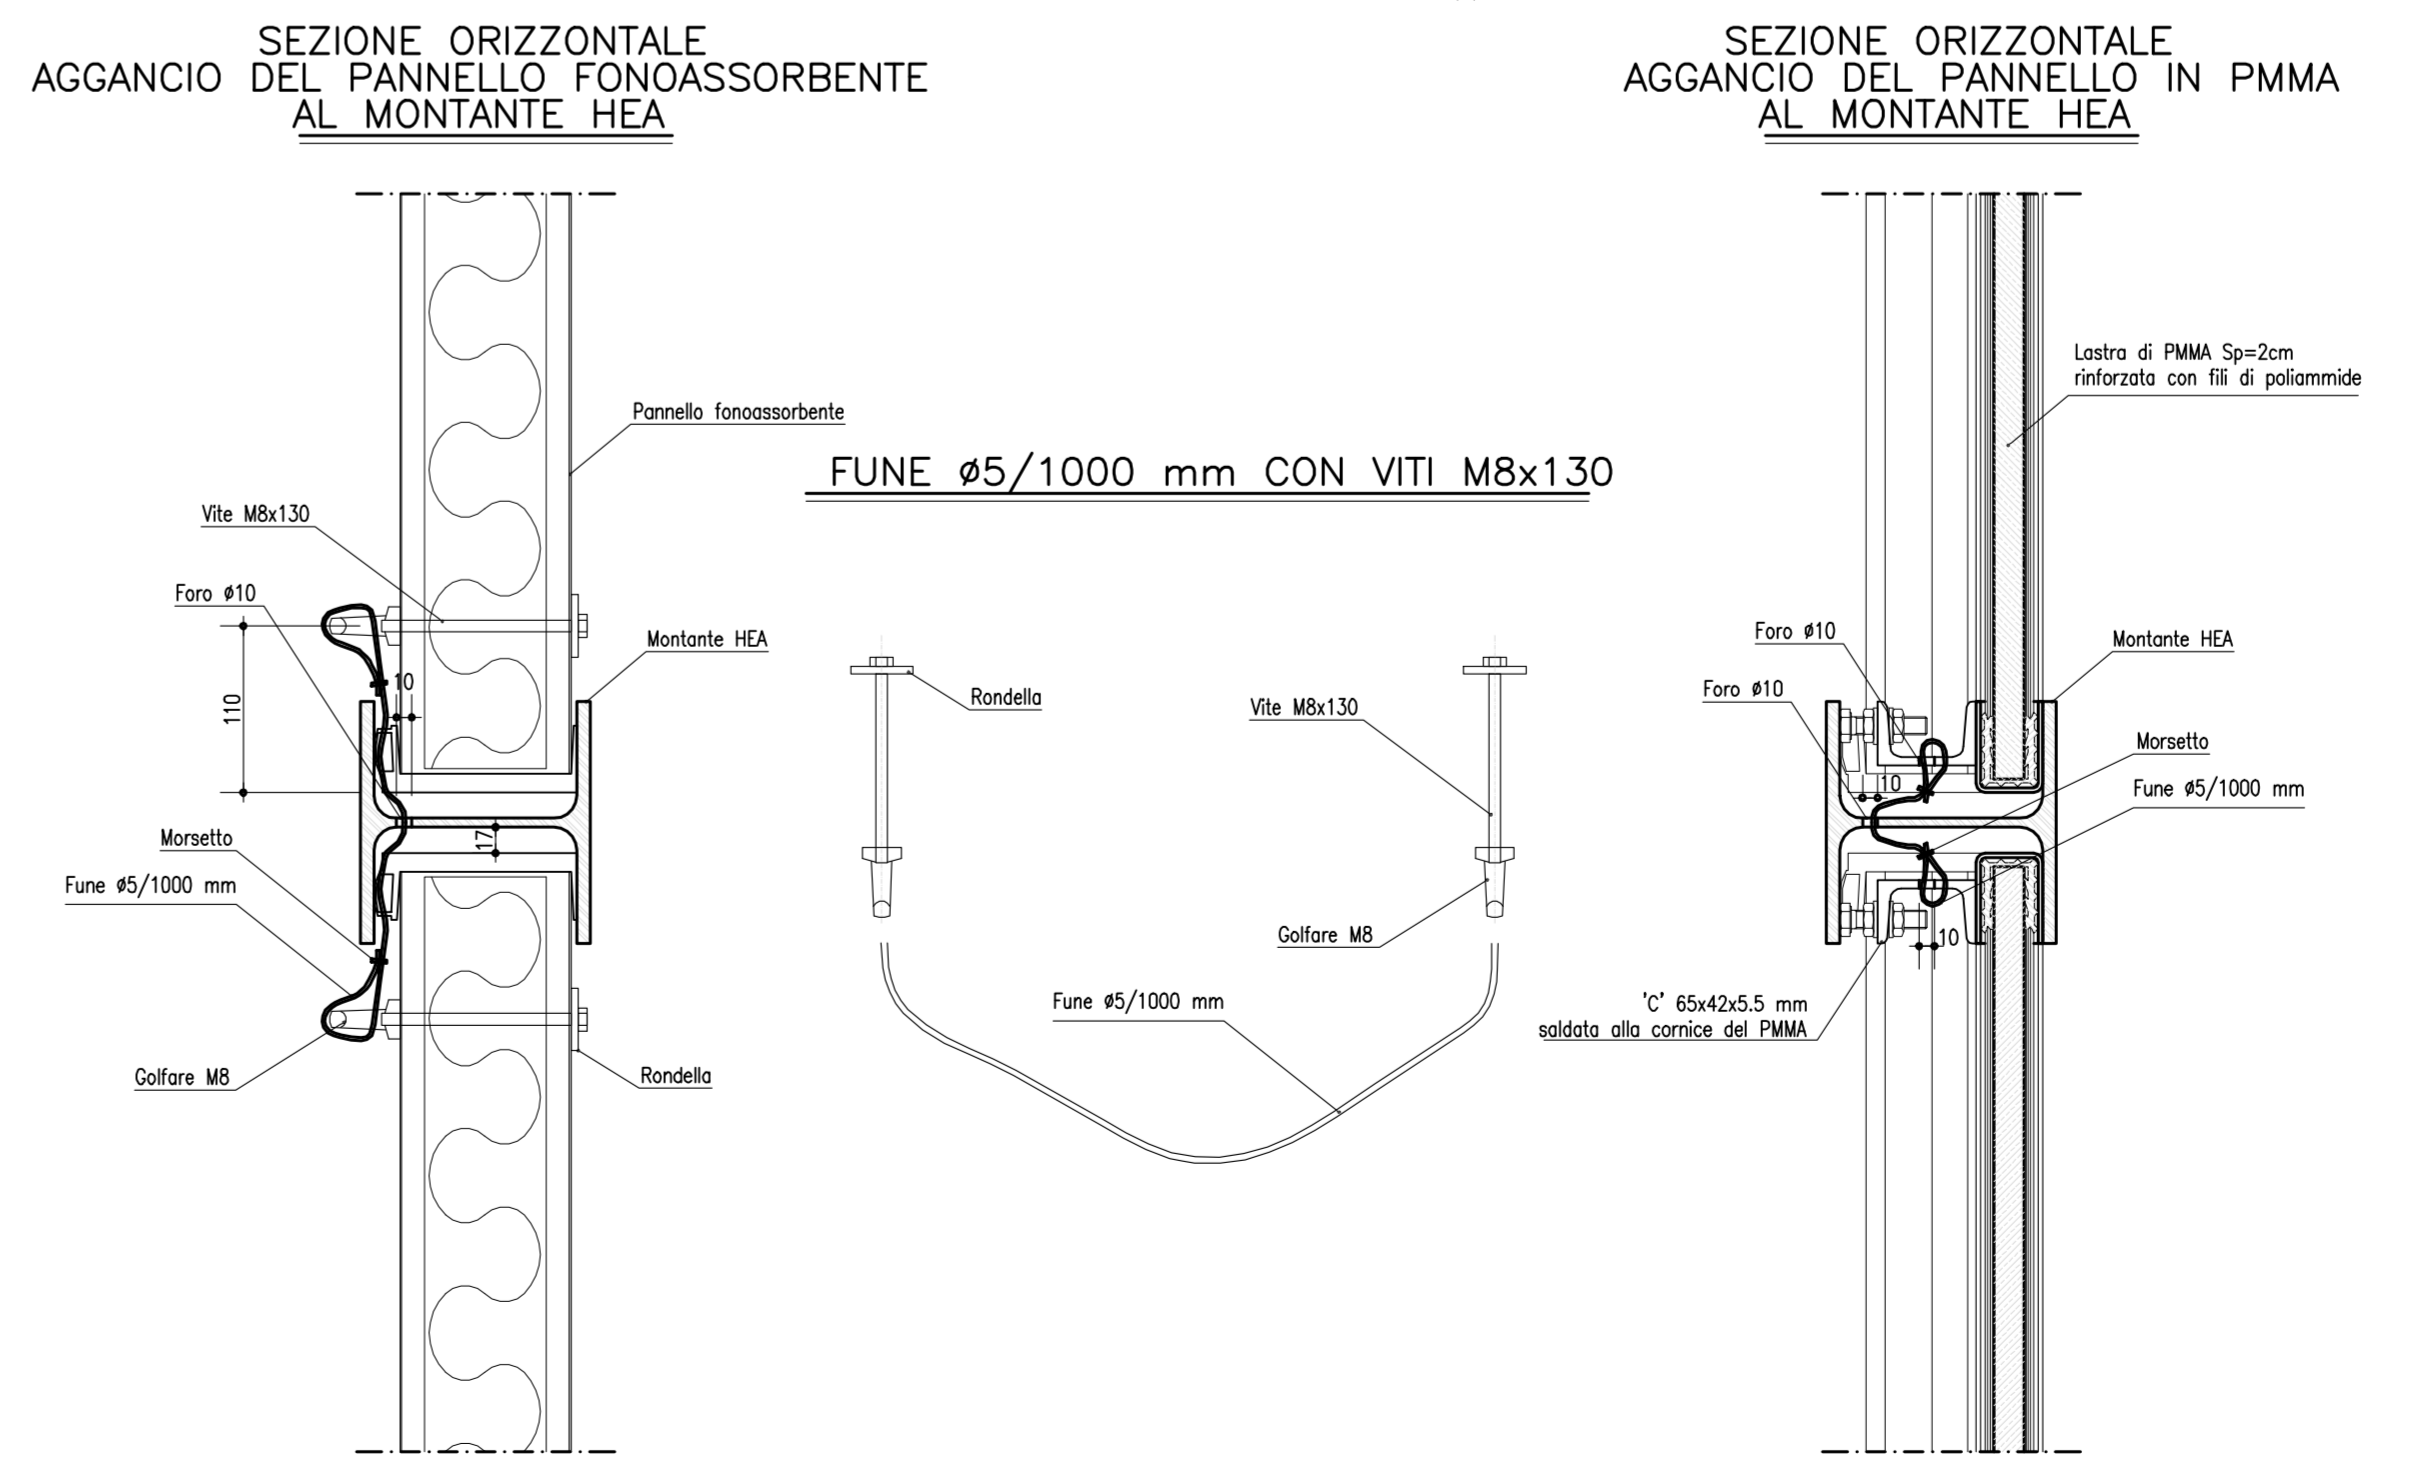 SEZIONE ORIZZONTALE
AGGANCIO DEL PANNELLO FONOASSORBENTE
AL MONTANTE HEA
Pannello fonoassorbente
Vite M8x130
Foro ø10
Montante HEA
10
110
17
Morsetto
Fune ø5/1000 mm
Golfare M8
Rondella
FUNE ø5/1000 mm CON VITI M8x130
Rondella
Vite M8x130
Golfare M8
Fune ø5/1000 mm
SEZIONE ORIZZONTALE
AGGANCIO DEL PANNELLO IN PMMA
AL MONTANTE HEA
Lastra di PMMA Sp=2cm
rinforzata con fili di poliammide
Foro ø10
Montante HEA
Foro ø10
Morsetto
10
Fune ø5/1000 mm
10
'C' 65x42x5.5 mm
saldata alla cornice del PMMA